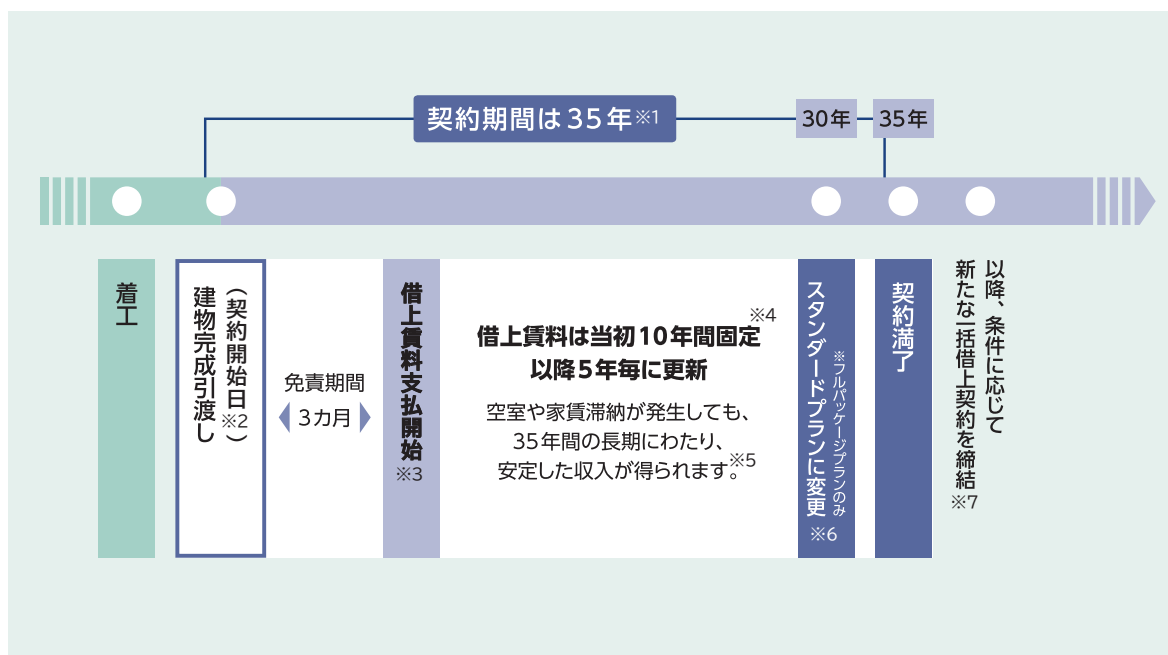 契約期間は35年※1
30年
35年
着工
建物完成引渡し
（契約開始日※2）
免責期間
3カ月
借上賃料支払開始※3
借上賃料は当初10年間固定※4
以降5年毎に更新
空室や家賃滞納が発生しても、
35年間の長期にわたり、
安定した収入が得られます。※5
※フルパッケージプランのみ
スタンダードプランに変更※6
契約満了
以降、条件に応じて
新たな一括借上契約を締結※7